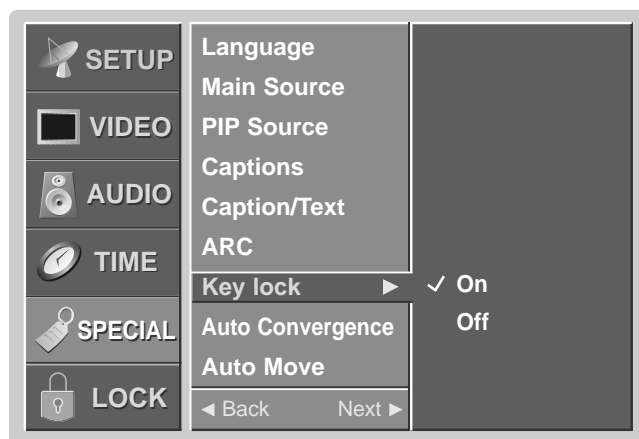 SETUP
VIDEO
AUDIO
TIME
SPECIAL
LOCK
Language
Main Source
PIP Source
Captions
Caption/Text
ARC
Key lock ►
Auto Convergence
Auto Move
◄ Back Next ►
✓ On
Off